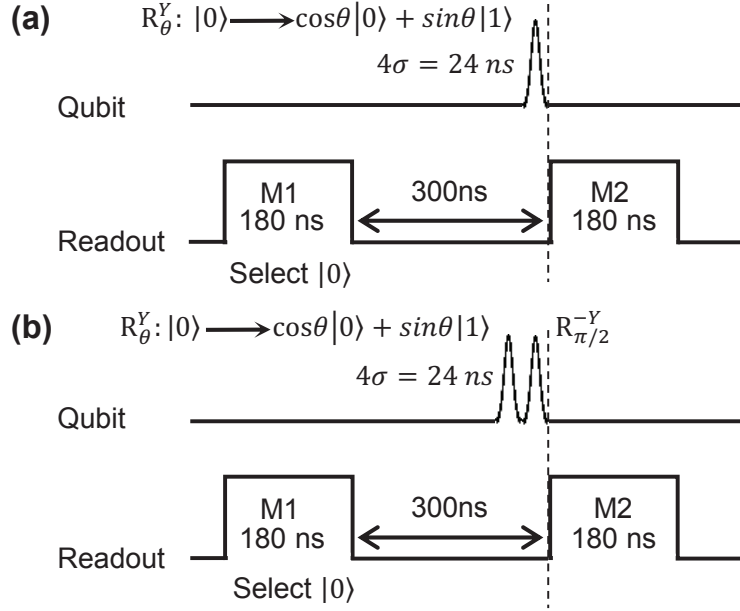 (a) R_θ^Y: |0⟩ ⟶ cosθ|0⟩ + sinθ|1⟩
4σ = 24 ns
Qubit
M1 300ns M2
180 ns 180 ns
Readout
Select |0⟩
(b) R_θ^Y: |0⟩ ⟶ cosθ|0⟩ + sinθ|1⟩ R_{π/2}^{-Y}
4σ = 24 ns
Qubit
M1 300ns M2
180 ns 180 ns
Readout
Select |0⟩